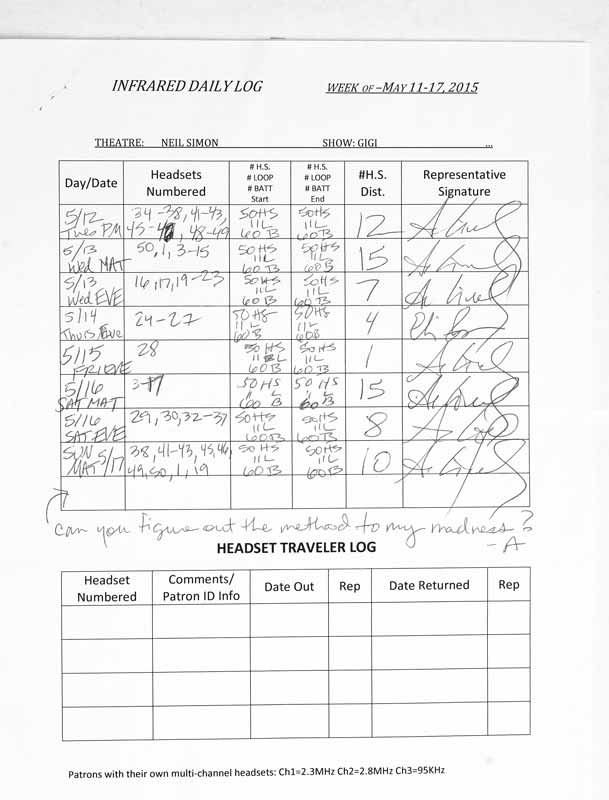 INFRARED DAILY LOG WEEK OF –MAY 11-17, 2015
THEATRE: NEIL SIMON SHOW: GIGI ...
Day/Date Headsets Numbered # H.S. # LOOP # BATT Start # H.S. # LOOP # BATT End #H.S. Dist. Representative Signature
5/12 Tues PM 34-38, 41-43, 45-46, 48-49 50HS 11L 60B 50HS 11L 60B 12
5/13 Wed MAT 50, 1, 3-15 50HS 11L 60B 50HS 11L 60B 15
5/13 Wed EVE 16, 17, 19-23 50HS 11L 60B 50HS 11L 60B 7
5/14 Thurs Eve 24-27 50HS 11L 60B 50HS 11L 60B 4
5/15 FRI EVE 28 50HS 11L 60B 50HS 11L 60B 1
5/16 SAT MAT 3-17 50HS 11L 60B 50HS 11L 60B 15
5/16 SAT EVE 29, 30, 32-37 50HS 11L 60B 50HS 11L 60B 8
SUN MAT 5/17 38, 41-43, 45, 46, 49, 50, 1, 19 50HS 11L 60B 50HS 11L 60B 10
Can you figure out the method to my madness?
- A
HEADSET TRAVELER LOG
Headset Numbered Comments/ Patron ID Info Date Out Rep Date Returned Rep
Patrons with their own multi-channel headsets: Ch1=2.3MHz Ch2=2.8MHz Ch3=95KHz